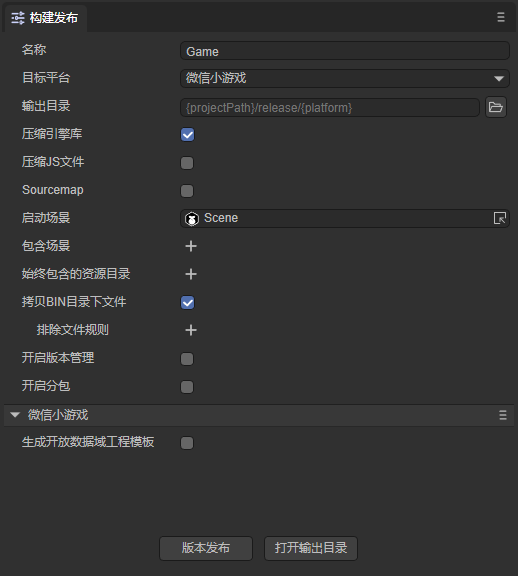 构建发布
名称 Game
目标平台 微信小游戏
输出目录 {projectPath}/release/{platform}
压缩引擎库
压缩JS文件
Sourcemap
启动场景 Scene
包含场景
始终包含的资源目录
拷贝BIN目录下文件
排除文件规则
开启版本管理
开启分包
微信小游戏
生成开放数据域工程模板
版本发布 打开输出目录